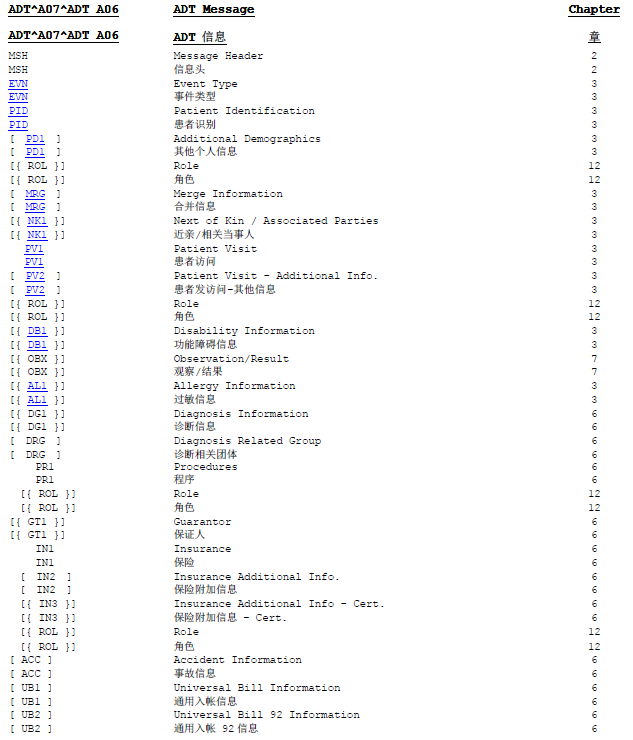 ADT^A07^ADT A06 ADT Message Chapter
ADT^A07^ADT A06 ADT 信息 章
MSH Message Header 2
MSH 信息头 2
EVN Event Type 3
EVN 事件类型 3
PID Patient Identification 3
PID 患者识别 3
[ PD1 ] Additional Demographics 3
[ PD1 ] 其他个人信息 3
[{ ROL }] Role 12
[{ ROL }] 角色 12
[ MRG ] Merge Information 3
[ MRG ] 合并信息 3
[{ NK1 }] Next of Kin / Associated Parties 3
[{ NK1 }] 近亲/相关当事人 3
PV1 Patient Visit 3
PV1 患者访问 3
[ PV2 ] Patient Visit - Additional Info. 3
[ PV2 ] 患者发访问-其他信息 3
[{ ROL }] Role 12
[{ ROL }] 角色 12
[{ DB1 }] Disability Information 3
[{ DB1 }] 功能障碍信息 3
[{ OBX }] Observation/Result 7
[{ OBX }] 观察/结果 7
[{ AL1 }] Allergy Information 3
[{ AL1 }] 过敏信息 3
[{ DG1 }] Diagnosis Information 6
[{ DG1 }] 诊断信息 6
[ DRG ] Diagnosis Related Group 6
[ DRG ] 诊断相关团体 6
PR1 Procedures 6
PR1 程序 6
[{ ROL }] Role 12
[{ ROL }] 角色 12
[{ GT1 }] Guarantor 6
[{ GT1 }] 保证人 6
IN1 Insurance 6
IN1 保险 6
[ IN2 ] Insurance Additional Info. 6
[ IN2 ] 保险附加信息 6
[{ IN3 }] Insurance Additional Info - Cert. 6
[{ IN3 }] 保险附加信息 - Cert. 6
[{ ROL }] Role 12
[{ ROL }] 角色 12
[ ACC ] Accident Information 6
[ ACC ] 事故信息 6
[ UB1 ] Universal Bill Information 6
[ UB1 ] 通用入帐信息 6
[ UB2 ] Universal Bill 92 Information 6
[ UB2 ] 通用入帐 92 信息 6